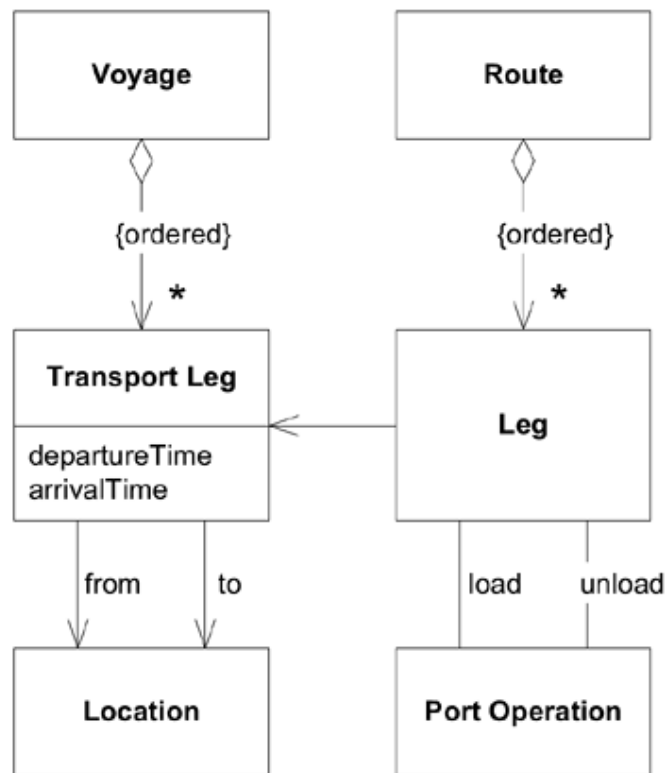 Voyage
Route
{ordered}
{ordered}
*
*
Transport Leg
departureTime
arrivalTime
Leg
from
to
load
unload
Location
Port Operation